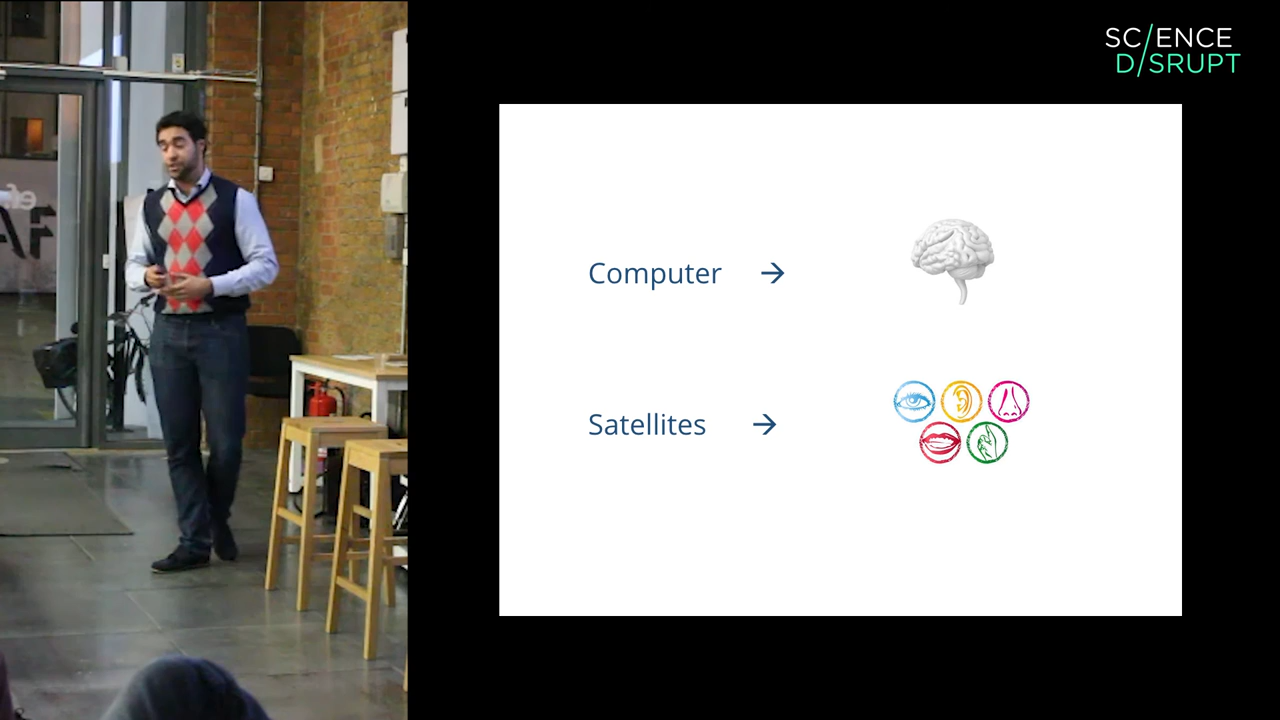 SC/ENCE
D/SRUPT
Computer →
Satellites →